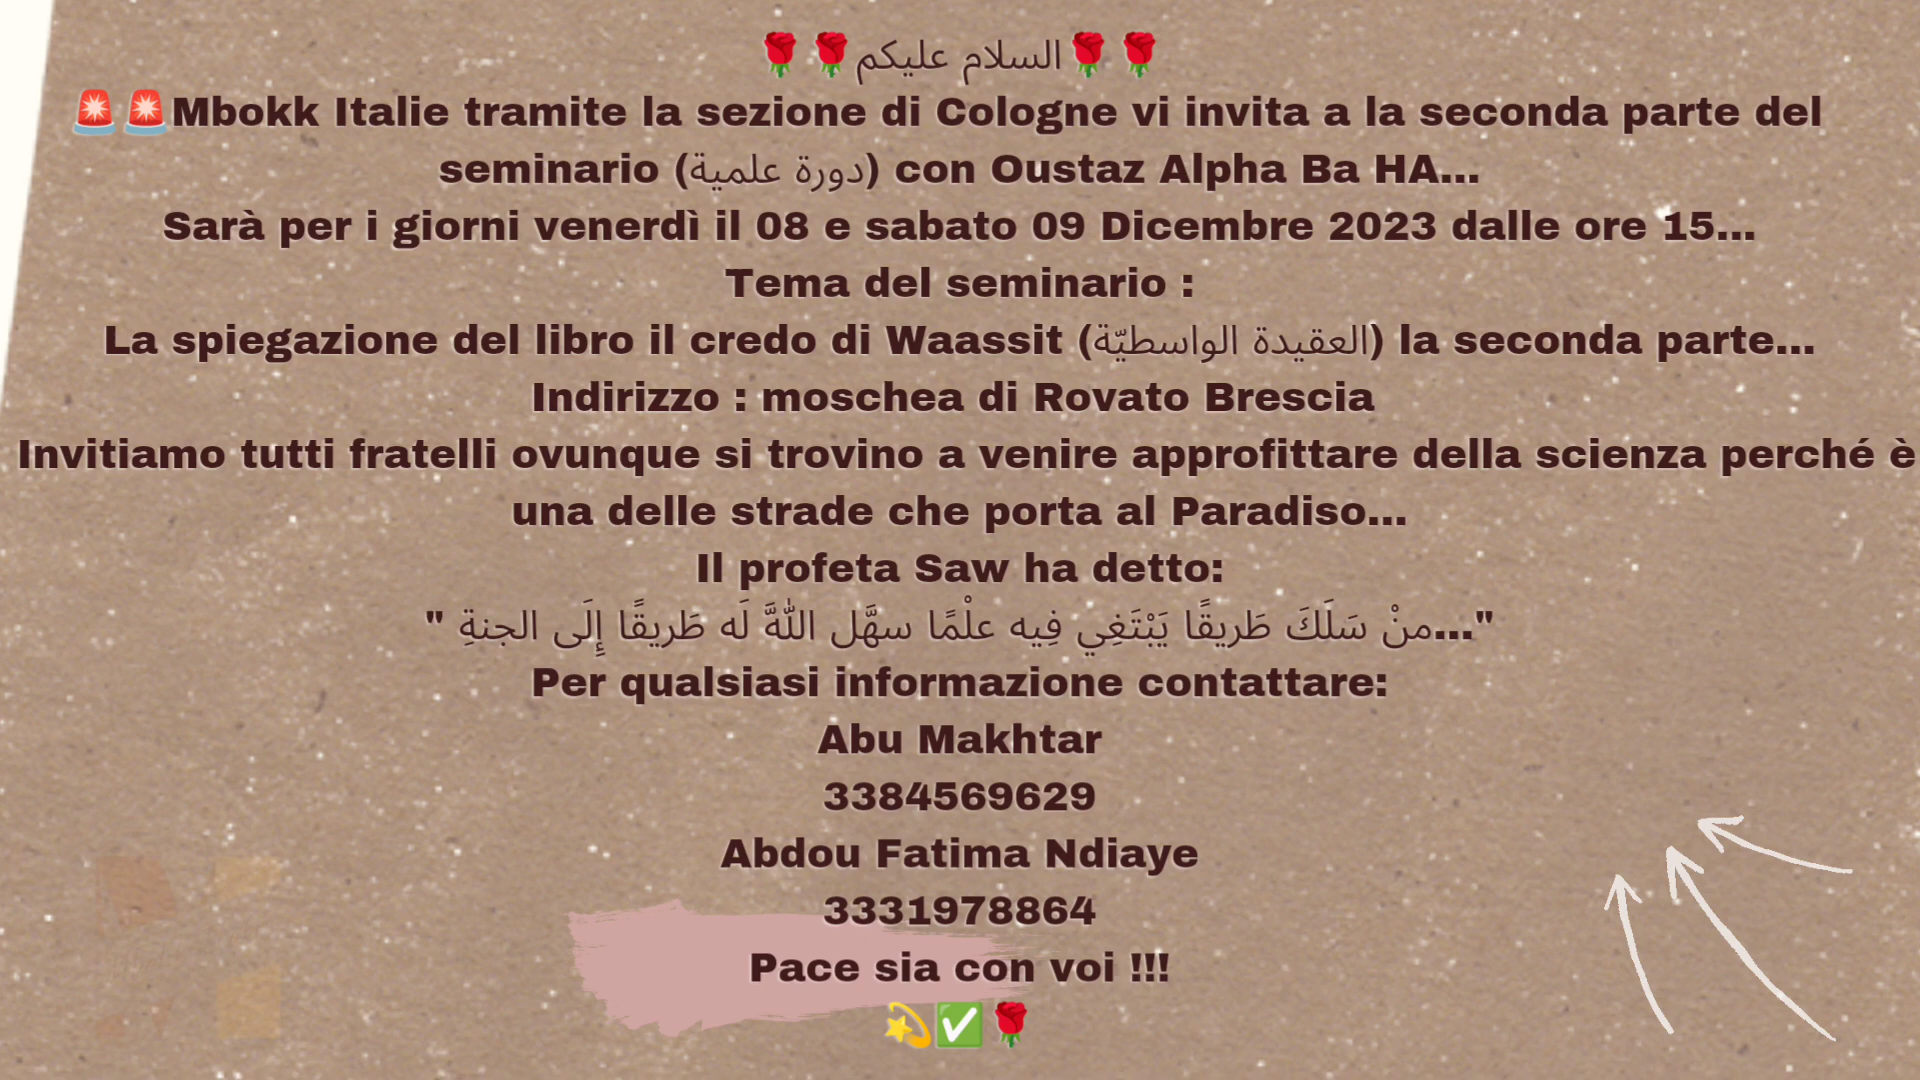 🌹🌹السلام عليكم🌹🌹
🚨🚨Mbokk Italie tramite la sezione di Cologne vi invita a la seconda parte del
seminario (دورة علمية) con Oustaz Alpha Ba HA...
Sarà per i giorni venerdì il 08 e sabato 09 Dicembre 2023 dalle ore 15...
Tema del seminario :
La spiegazione del libro il credo di Waassit (العقيدة الواسطيّة) la seconda parte...
Indirizzo : moschea di Rovato Brescia
Invitiamo tutti fratelli ovunque si trovino a venire approfittare della scienza perché è
una delle strade che porta al Paradiso...
Il profeta Saw ha detto:
"...منْ سَلَكَ طَريقًا يَبْتَغِي فِيه علْمًا سهَّل اللَّهَ لَه طَريقًا إِلَى الجنةِ "
Per qualsiasi informazione contattare:
Abu Makhtar
3384569629
Abdou Fatima Ndiaye
3331978864
Pace sia con voi !!!
💫✅🌹